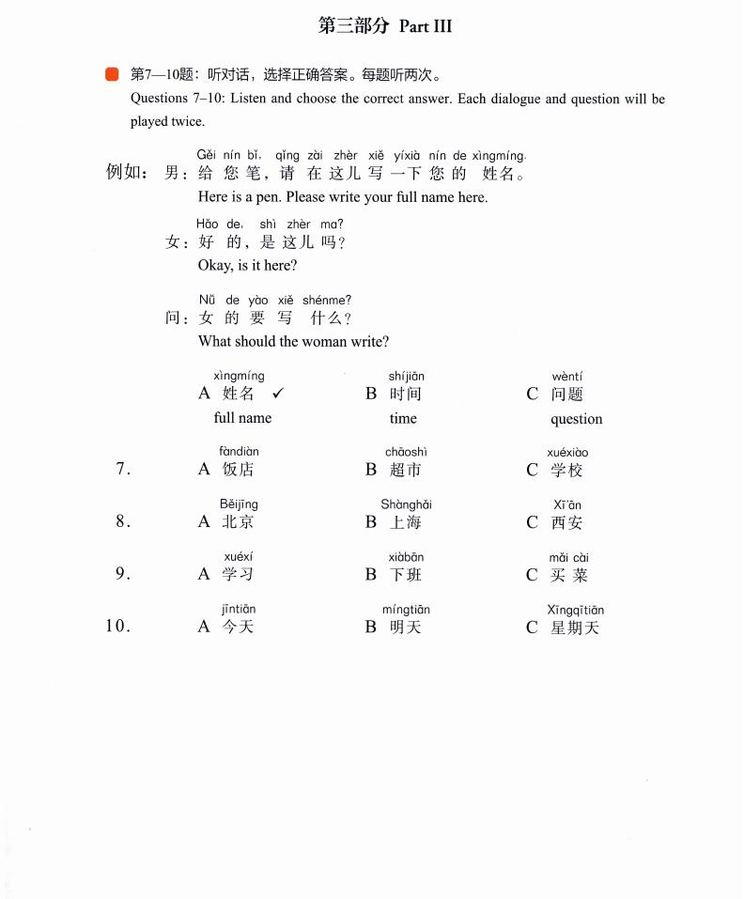 第三部分 Part III
第7—10题：听对话，选择正确答案。每题听两次。
Questions 7–10: Listen and choose the correct answer. Each dialogue and question will be
played twice.
Gěi nín bǐ, qǐng zài zhèr xiě yíxià nín de xìngmíng.
例如： 男：给 您 笔，请 在 这儿 写 一下 您 的 姓名。
Here is a pen. Please write your full name here.
Hǎo de, shì zhèr ma?
女：好 的，是 这儿 吗？
Okay, is it here?
Nǚ de yào xiě shénme?
问：女 的 要 写 什么？
What should the woman write?
xìngmíng shíjiān wèntí
A 姓名 ✓ B 时间 C 问题
full name time question
fàndiàn chāoshì xuéxiào
7. A 饭店 B 超市 C 学校
Běijīng Shànghǎi Xī'ān
8. A 北京 B 上海 C 西安
xuéxí xiàbān mǎi cài
9. A 学习 B 下班 C 买 菜
jīntiān míngtiān Xīngqītiān
10. A 今天 B 明天 C 星期天